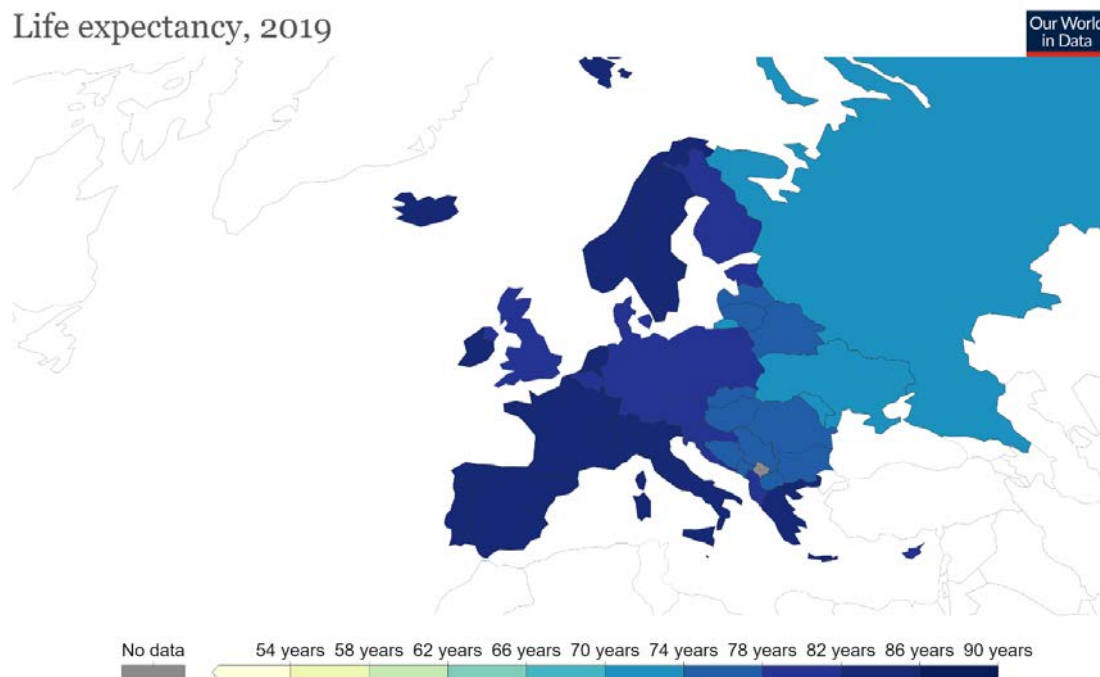 Life expectancy, 2019
Our World
in Data
No data
54 years
58 years
62 years
66 years
70 years
74 years
78 years
82 years
86 years
90 years